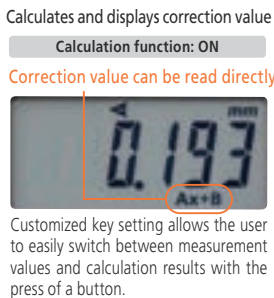 Calculates and displays correction value
Calculation function: ON
Correction value can be read directly
mm
0.193
Ax+B
Customized key setting allows the user
to easily switch between measurement
values and calculation results with the
press of a button.